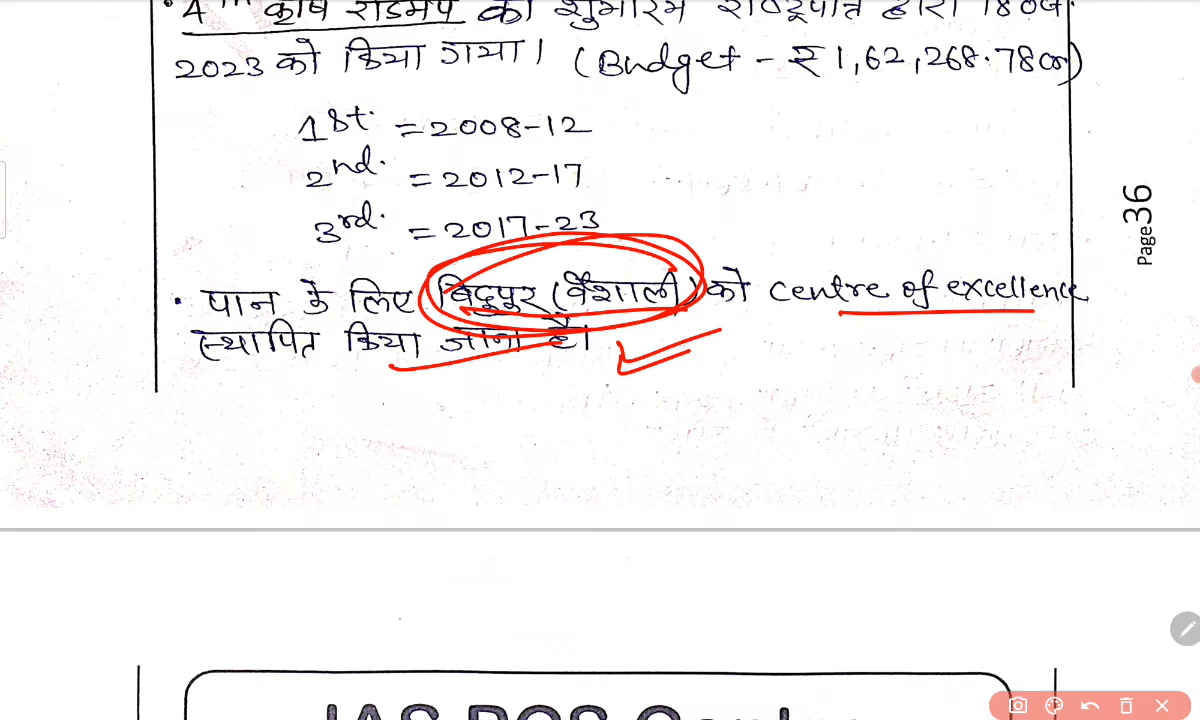 • 4th कृषि रोडमैप का शुभारंभ राष्ट्रपति द्वारा 18 oct.
2023 को किया गया। (Budget - ₹1,62,268.78cr)
1st. = 2008-12
2nd. = 2012-17
3rd. = 2017-23
• पान के लिए बिदुपुर (वैशाली) को centre of excellence
स्थापित किया जाना है।
Page 36